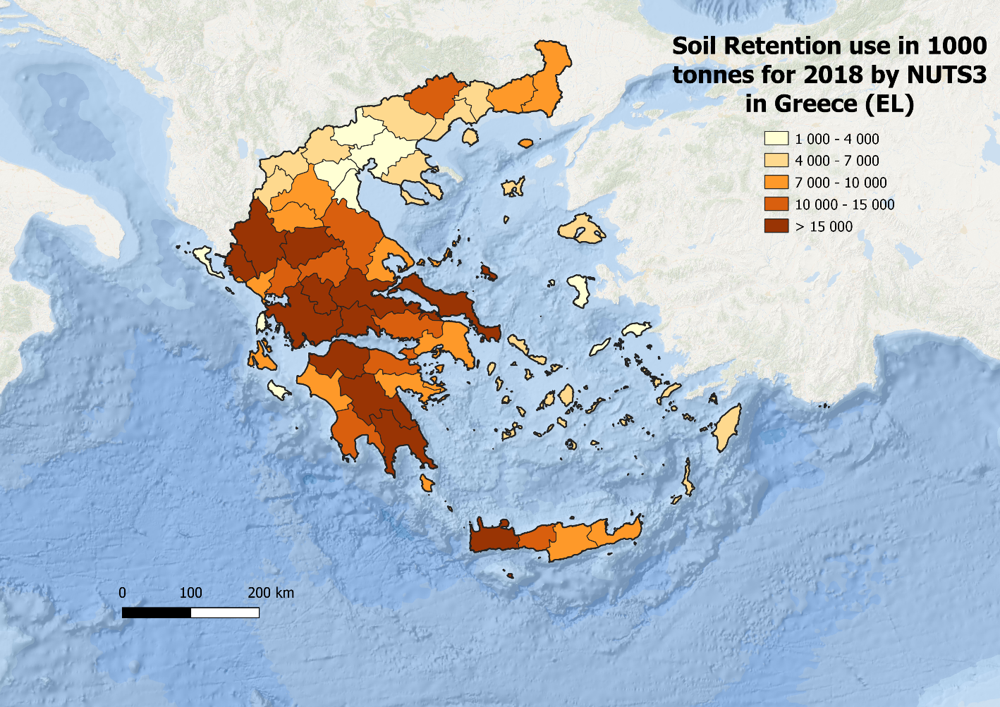 Soil Retention use in 1000
tonnes for 2018 by NUTS3
in Greece (EL)
1 000 - 4 000
4 000 - 7 000
7 000 - 10 000
10 000 - 15 000
> 15 000
0 100 200 km